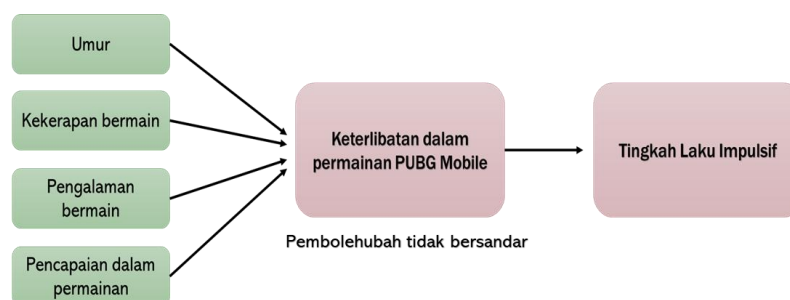 Umur
Kekerapan bermain
Pengalaman
bermain
Pencapaian dalam
permainan
Keterlibatan dalam
permainan PUBG Mobile
Pembolehubah tidak bersandar
Tingkah Laku Impulsif